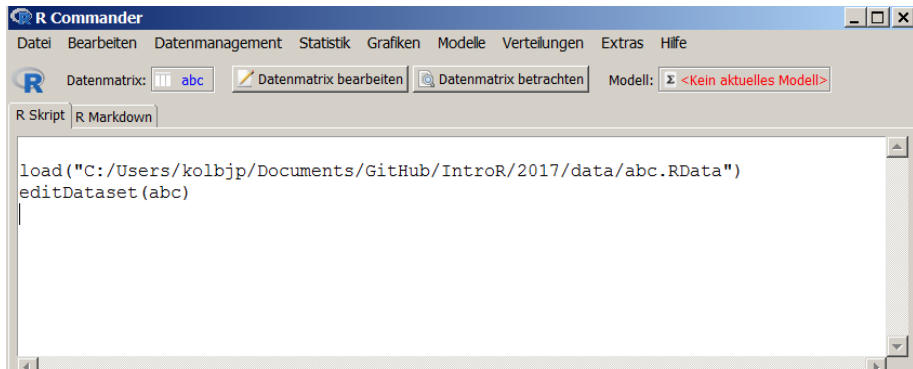 R Commander
Datei Bearbeiten Datenmanagement Statistik Grafiken Modelle Verteilungen Extras Hilfe
R Datenmatrix: abc Datenmatrix bearbeiten Datenmatrix betrachten Modell: Σ <Kein aktuelles Modell>
R Skript R Markdown
load("C:/Users/kolbjp/Documents/GitHub/IntroR/2017/data/abc.RData")
editDataset(abc)